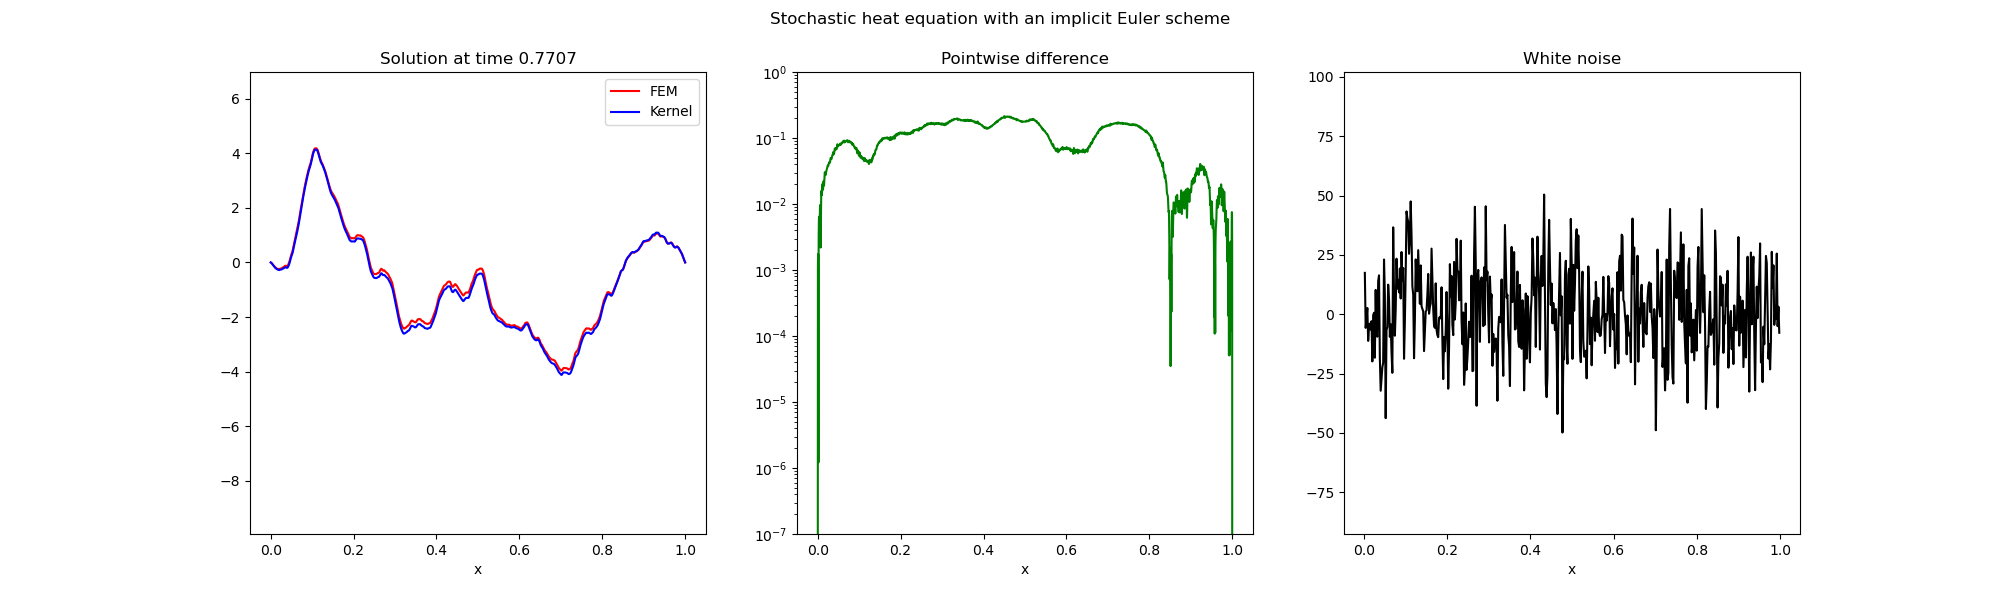 Stochastic heat equation with an implicit Euler scheme
Solution at time 0.7707
6
4
2
0
−2
−4
−6
−8
0.0 0.2 0.4 0.6 0.8 1.0
x
FEM
Kernel
Pointwise difference
10⁰
10⁻¹
10⁻²
10⁻³
10⁻⁴
10⁻⁵
10⁻⁶
10⁻⁷
0.0 0.2 0.4 0.6 0.8 1.0
x
White noise
100
75
50
25
0
−25
−50
−75
0.0 0.2 0.4 0.6 0.8 1.0
x